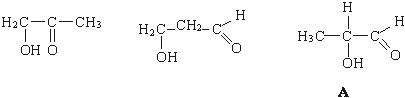 H₂C–C–CH₃
OH O
H₂C–CH₂–C–H
OH O
H
H₃C–C–C–H
OH O
A